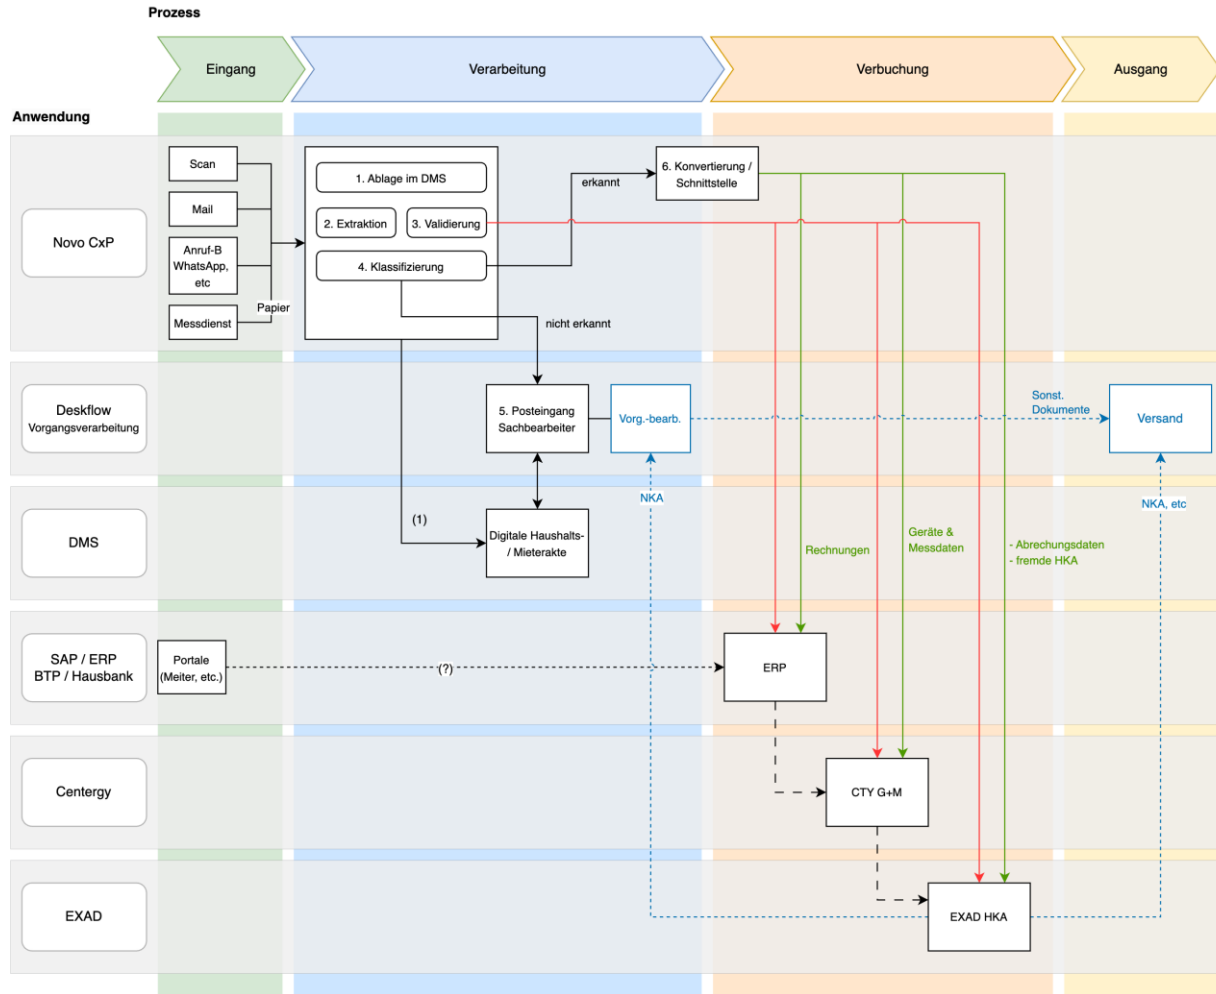 Prozess
Eingang
Verarbeitung
Verbuchung
Ausgang
Anwendung
Novo CxP
Scan
Mail
Anruf-B
WhatsApp,
etc
Messdienst
Papier
1. Ablage im DMS
2. Extraktion
3. Validierung
4. Klassifizierung
erkannt
nicht erkannt
6. Konvertierung /
Schnittstelle
Deskflow
Vorgangsverarbeitung
5. Posteingang
Sachbearbeiter
Vorg.-bearb.
Sonst.
Dokumente
Versand
NKA
NKA, etc
DMS
(1)
Digitale Haushalts-
/ Mieterakte
Rechnungen
Geräte &
Messdaten
- Abrechungsdaten
- fremde HKA
SAP / ERP
BTP / Hausbank
Portale
(Meiter, etc.)
(?)
ERP
Centergy
CTY G+M
EXAD
EXAD HKA